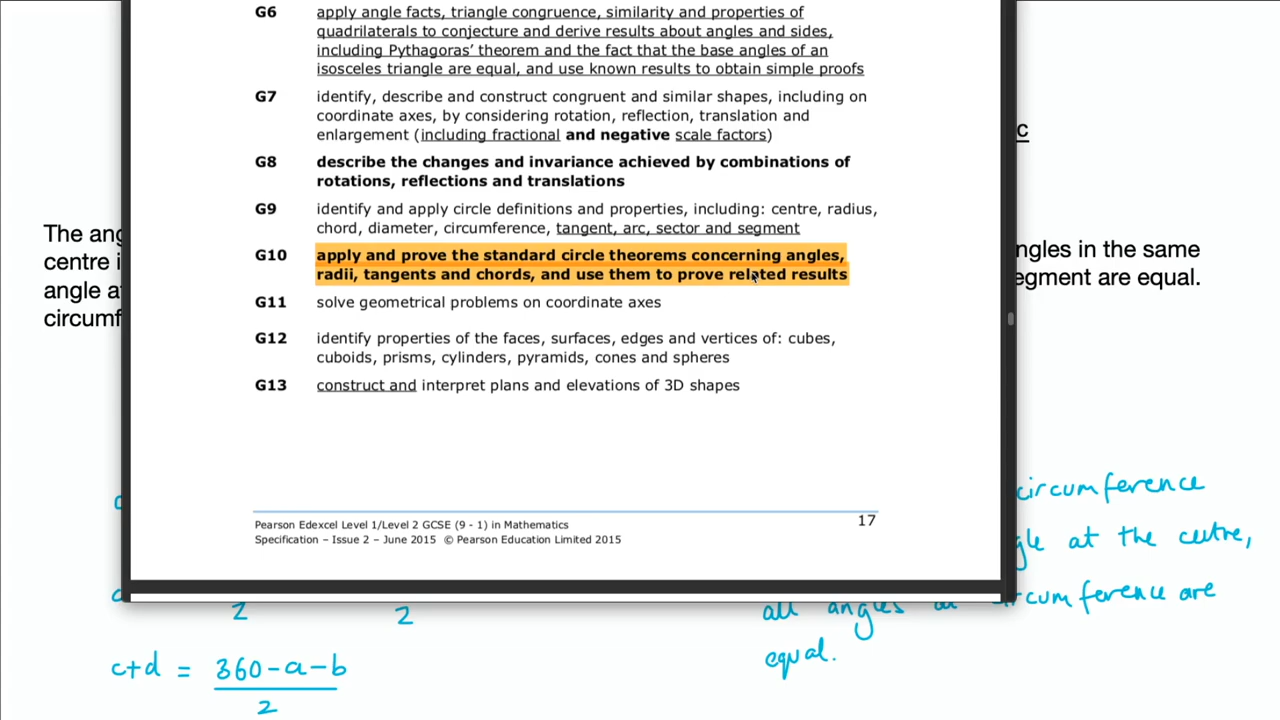 G6 apply angle facts, triangle congruence, similarity and properties of
quadrilaterals to conjecture and derive results about angles and sides,
including Pythagoras’ theorem and the fact that the base angles of an
isosceles triangle are equal, and use known results to obtain simple proofs
G7 identify, describe and construct congruent and similar shapes, including on
coordinate axes, by considering rotation, reflection, translation and
enlargement (including fractional and negative scale factors)
G8 describe the changes and invariance achieved by combinations of
rotations, reflections and translations
G9 identify and apply circle definitions and properties, including: centre, radius,
chord, diameter, circumference, tangent, arc, sector and segment
G10 apply and prove the standard circle theorems concerning angles,
radii, tangents and chords, and use them to prove related results
G11 solve geometrical problems on coordinate axes
G12 identify properties of the faces, surfaces, edges and vertices of: cubes,
cuboids, prisms, cylinders, pyramids, cones and spheres
G13 construct and interpret plans and elevations of 3D shapes
Pearson Edexcel Level 1/Level 2 GCSE (9 - 1) in Mathematics
Specification – Issue 2 – June 2015 © Pearson Education Limited 2015
17
The ang
centre i
angle a
circumf
c
ngles in the same
egment are equal.
circumference
gle at the centre,
all angles circumference are
equal.
2 2
c+d = 360-a-b
2